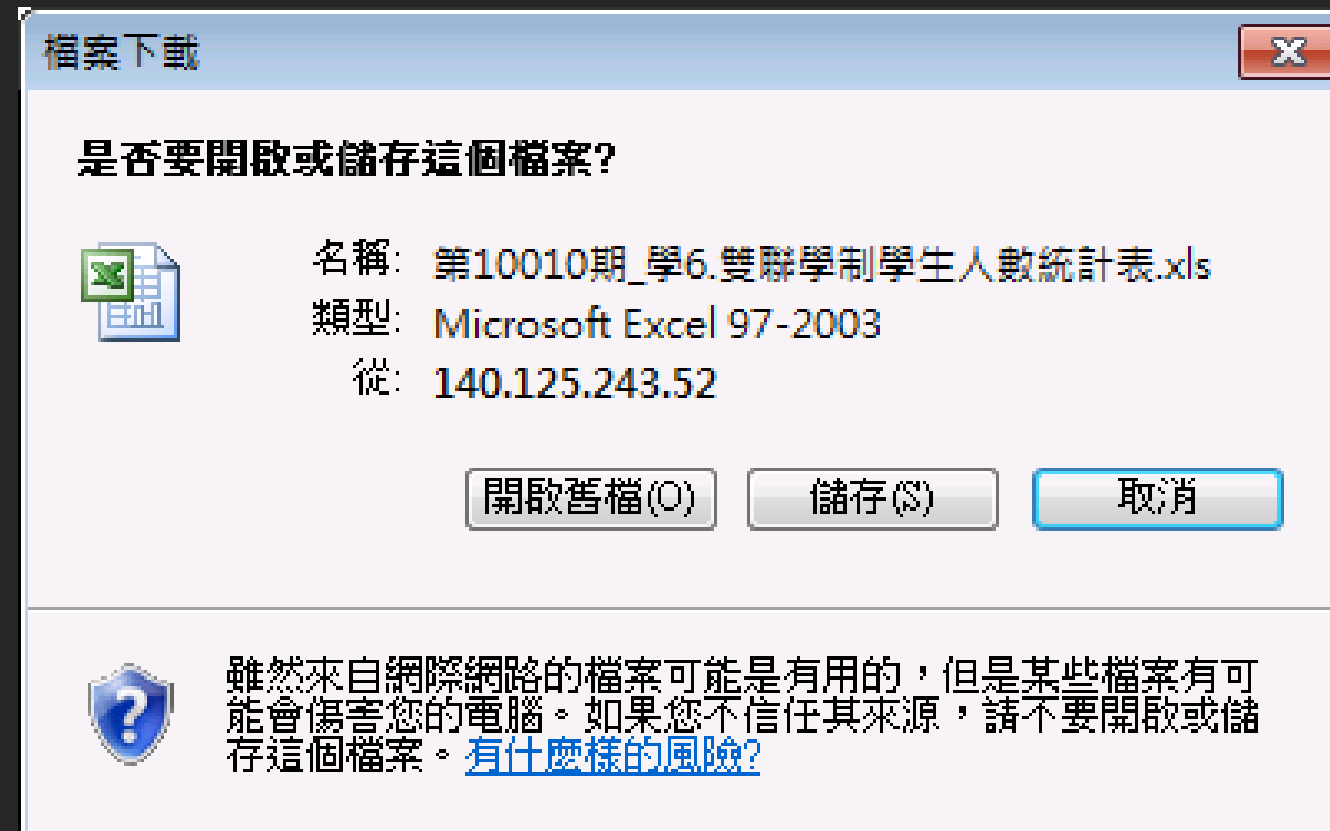 檔案下載
是否要開啟或儲存這個檔案?
名稱: 第10010期_學6.雙聯學制學生人數統計表.xls
類型: Microsoft Excel 97-2003
從: 140.125.243.52
開啟舊檔(O) 儲存(S) 取消
雖然來自網際網路的檔案可能是有用的，但是某些檔案有可
能會傷害您的電腦。如果您不信任其來源，請不要開啟或儲
存這個檔案。有什麼樣的風險?